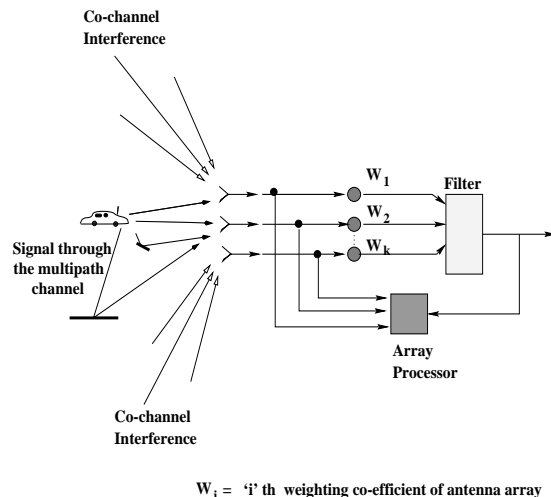 Co-channel
Interference
W1
Filter
W2
Signal through
the multipath
channel
Wk
Array
Processor
Co-channel
Interference
Wi = 'i' th weighting co-efficient of antenna array